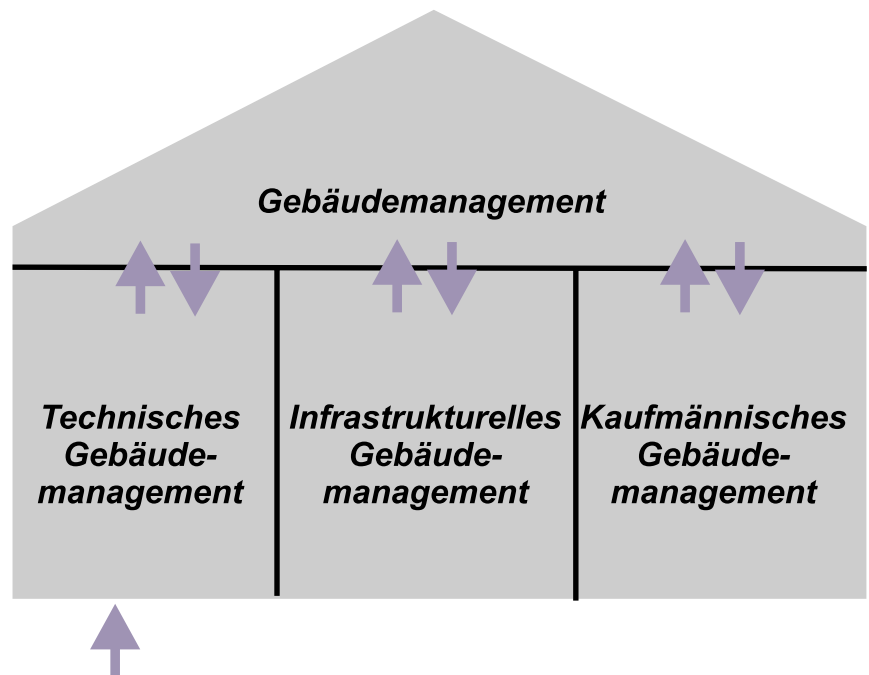 Gebäudemanagement
Technisches
Gebäude-
management
Infrastrukturelles
Gebäude-
management
Kaufmännisches
Gebäude-
management